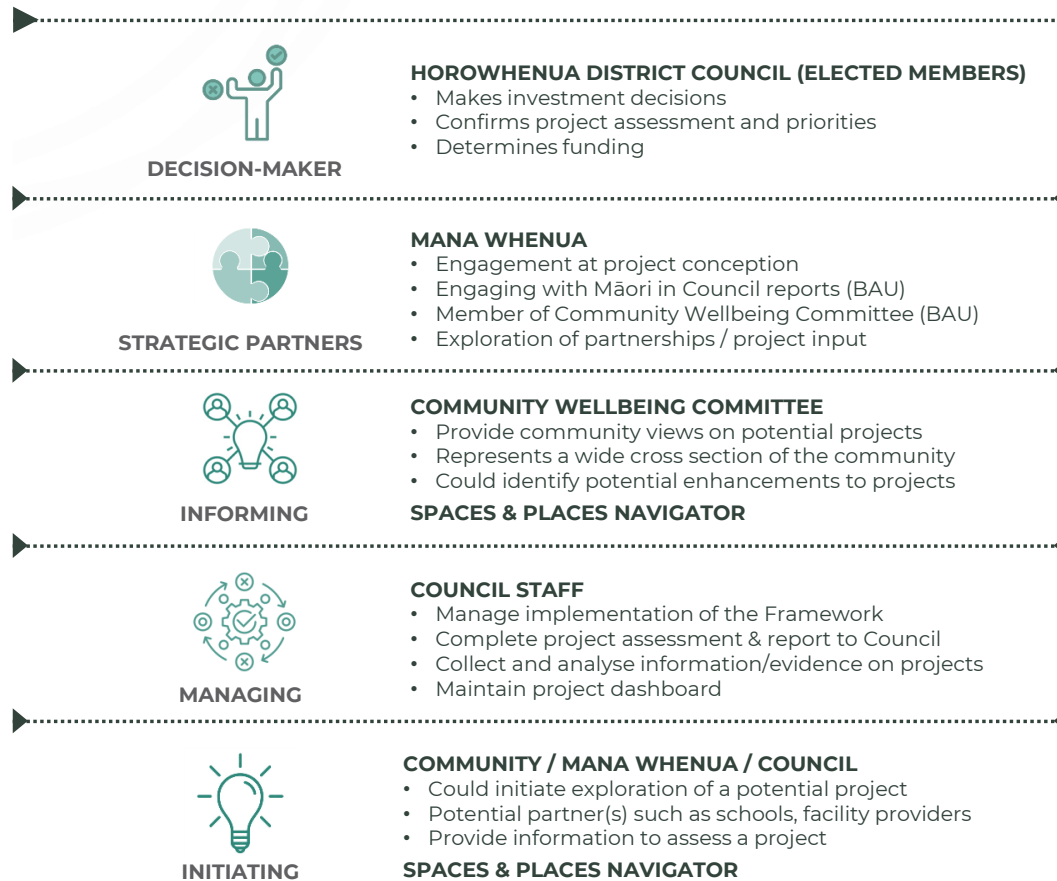 HOROWHENUA DISTRICT COUNCIL (ELECTED MEMBERS)
• Makes investment decisions
• Confirms project assessment and priorities
• Determines funding
DECISION-MAKER
MANA WHENUA
• Engagement at project conception
• Engaging with Māori in Council reports (BAU)
• Member of Community Wellbeing Committee (BAU)
• Exploration of partnerships / project input
STRATEGIC PARTNERS
COMMUNITY WELLBEING COMMITTEE
• Provide community views on potential projects
• Represents a wide cross section of the community
• Could identify potential enhancements to projects
INFORMING
SPACES & PLACES NAVIGATOR
COUNCIL STAFF
• Manage implementation of the Framework
• Complete project assessment & report to Council
• Collect and analyse information/evidence on projects
• Maintain project dashboard
MANAGING
COMMUNITY / MANA WHENUA / COUNCIL
• Could initiate exploration of a potential project
• Potential partner(s) such as schools, facility providers
• Provide information to assess a project
INITIATING
SPACES & PLACES NAVIGATOR